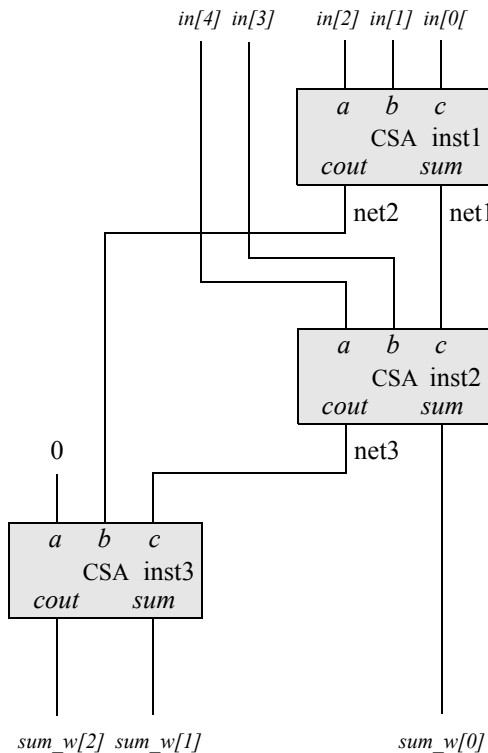 in[4] in[3] in[2] in[1] in[0[
a b c
CSA inst1
cout sum
net2 net1
a b c
CSA inst2
cout sum
0 net3
a b c
CSA inst3
cout sum
sum_w[2] sum_w[1] sum_w[0]